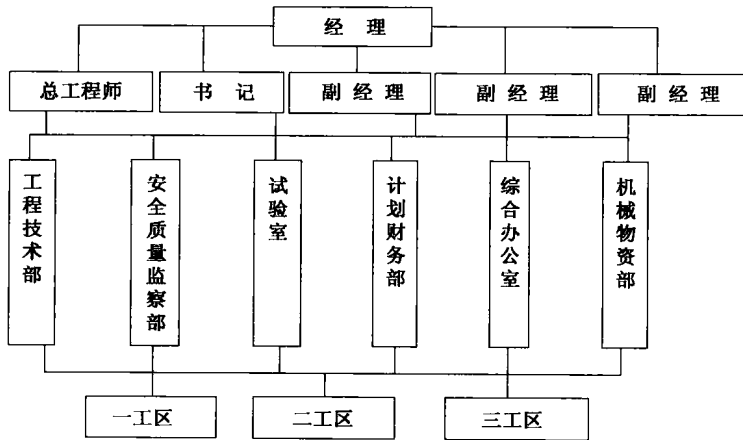 经 理
总工程师
书 记
副 经 理
副 经 理
副 经 理
工程技术部
安全质量监察部
试验室
计划财务部
综合办公室
机械物资部
一工区
二工区
三工区